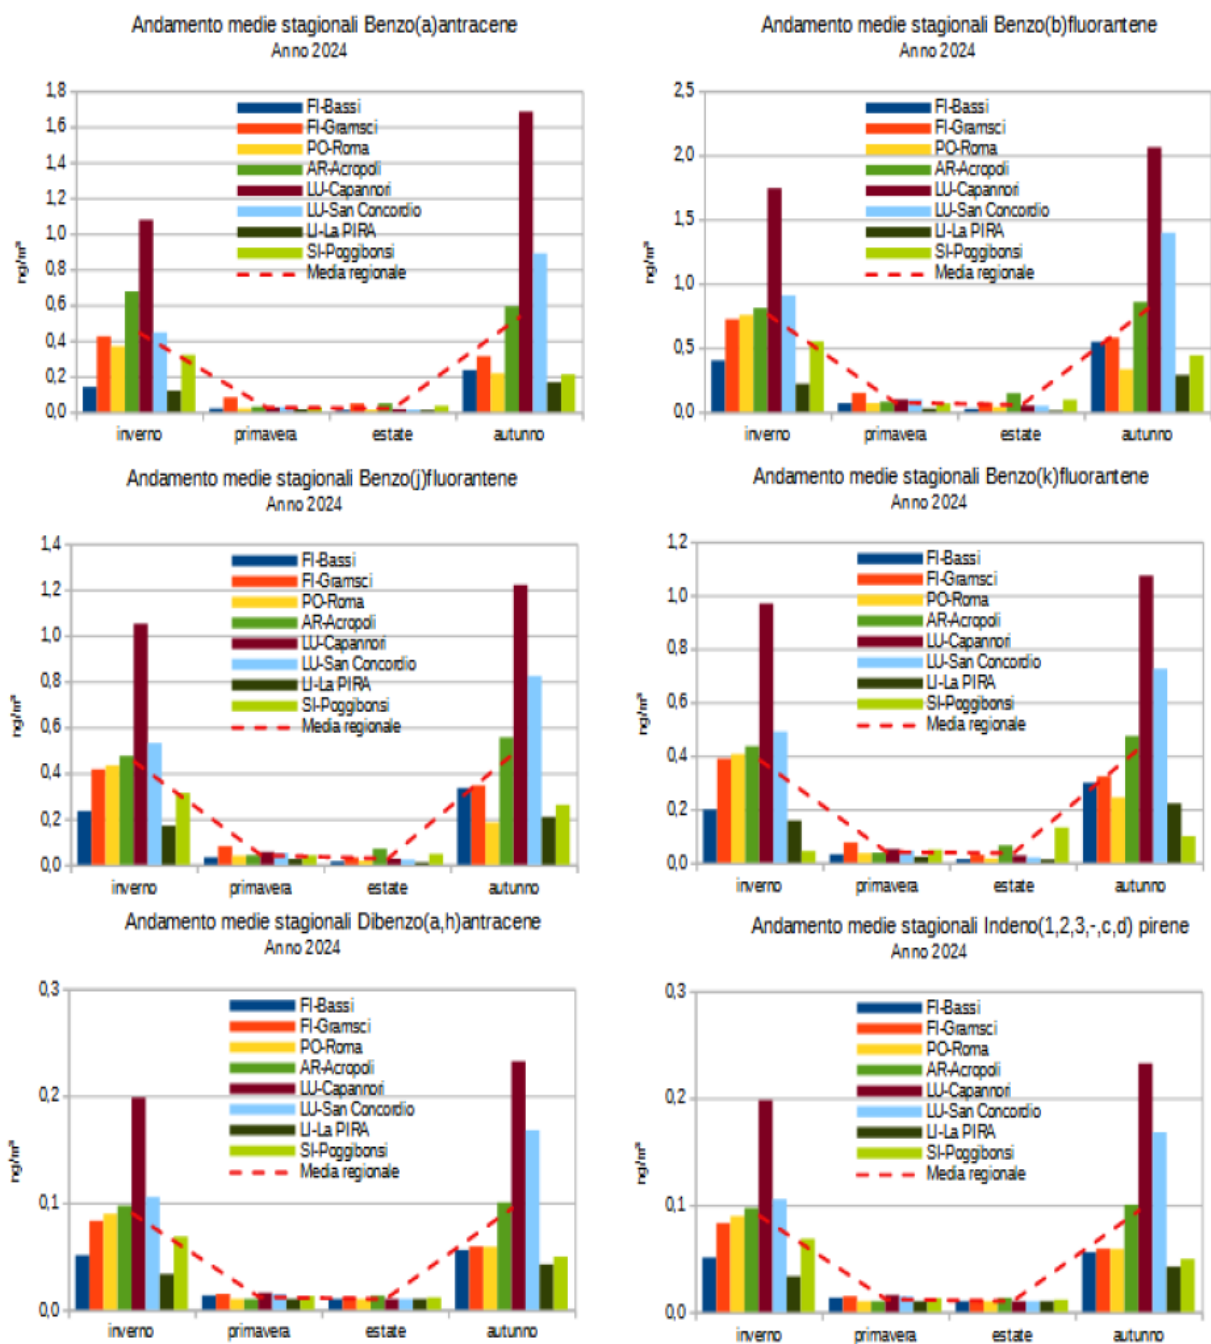 Andamento medie stagionali Benzo(a)antracene
Anno 2024
1,8
1,6
1,4
1,2
1,0
0,8
0,6
0,4
0,2
0,0
ng/m³
FI-Bassi
FI-Gramsci
PO-Roma
AR-Acropoli
LU-Capannori
LU-San Concordio
LI-La PIRA
SI-Poggibonsi
Media regionale
inverno primavera estate autunno
Andamento medie stagionali Benzo(b)fluorantene
Anno 2024
2,5
2,0
1,5
1,0
0,5
0,0
ng/m³
FI-Bassi
FI-Gramsci
PO-Roma
AR-Acropoli
LU-Capannori
LU-San Concordio
LI-La PIRA
SI-Poggibonsi
Media regionale
inverno primavera estate autunno
Andamento medie stagionali Benzo(j)fluorantene
Anno 2024
1,4
1,2
1,0
0,8
0,6
0,4
0,2
0,0
ng/m³
FI-Bassi
FI-Gramsci
PO-Roma
AR-Acropoli
LU-Capannori
LU-San Concordio
LI-La PIRA
SI-Poggibonsi
Media regionale
inverno primavera estate autunno
Andamento medie stagionali Benzo(k)fluorantene
Anno 2024
1,2
1,0
0,8
0,6
0,4
0,2
0,0
ng/m³
FI-Bassi
FI-Gramsci
PO-Roma
AR-Acropoli
LU-Capannori
LU-San Concordio
LI-La PIRA
SI-Poggibonsi
Media regionale
inverno primavera estate autunno
Andamento medie stagionali Dibenzo(a,h)antracene
Anno 2024
0,3
0,2
0,1
0,0
ng/m³
FI-Bassi
FI-Gramsci
PO-Roma
AR-Acropoli
LU-Capannori
LU-San Concordio
LI-La PIRA
SI-Poggibonsi
Media regionale
inverno primavera estate autunno
Andamento medie stagionali Indeno(1,2,3,-,c,d) pirene
Anno 2024
0,3
0,2
0,1
0,0
ng/m³
FI-Bassi
FI-Gramsci
PO-Roma
AR-Acropoli
LU-Capannori
LU-San Concordio
LI-La PIRA
SI-Poggibonsi
Media regionale
inverno primavera estate autunno